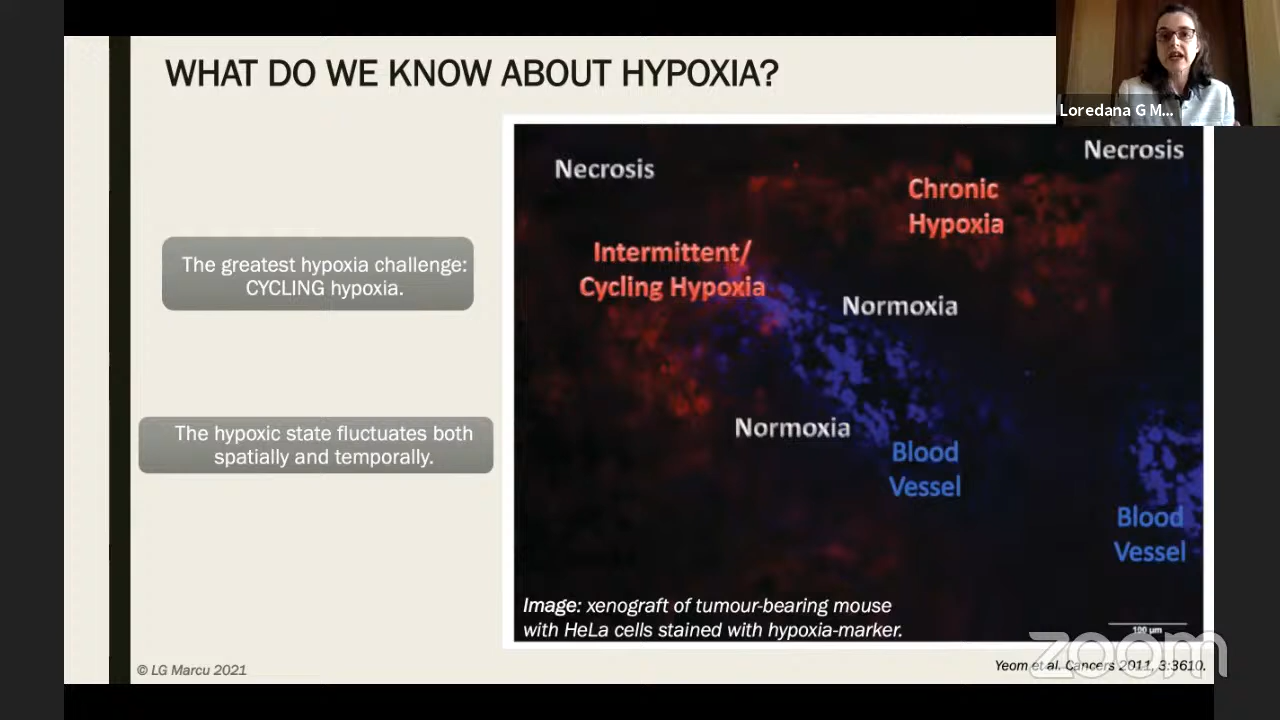 WHAT DO WE KNOW ABOUT HYPOXIA?
Loredana G M...
The greatest hypoxia challenge:
CYCLING hypoxia.
The hypoxic state fluctuates both
spatially and temporally.
Necrosis
Necrosis
Chronic
Hypoxia
Intermittent/
Cycling Hypoxia
Normoxia
Normoxia
Blood
Vessel
Blood
Vessel
Image: xenograft of tumour-bearing mouse
with HeLa cells stained with hypoxia-marker.
100 µm
zoom
© LG Marcu 2021
Yeom et al. Cancers 2011, 3:3610.